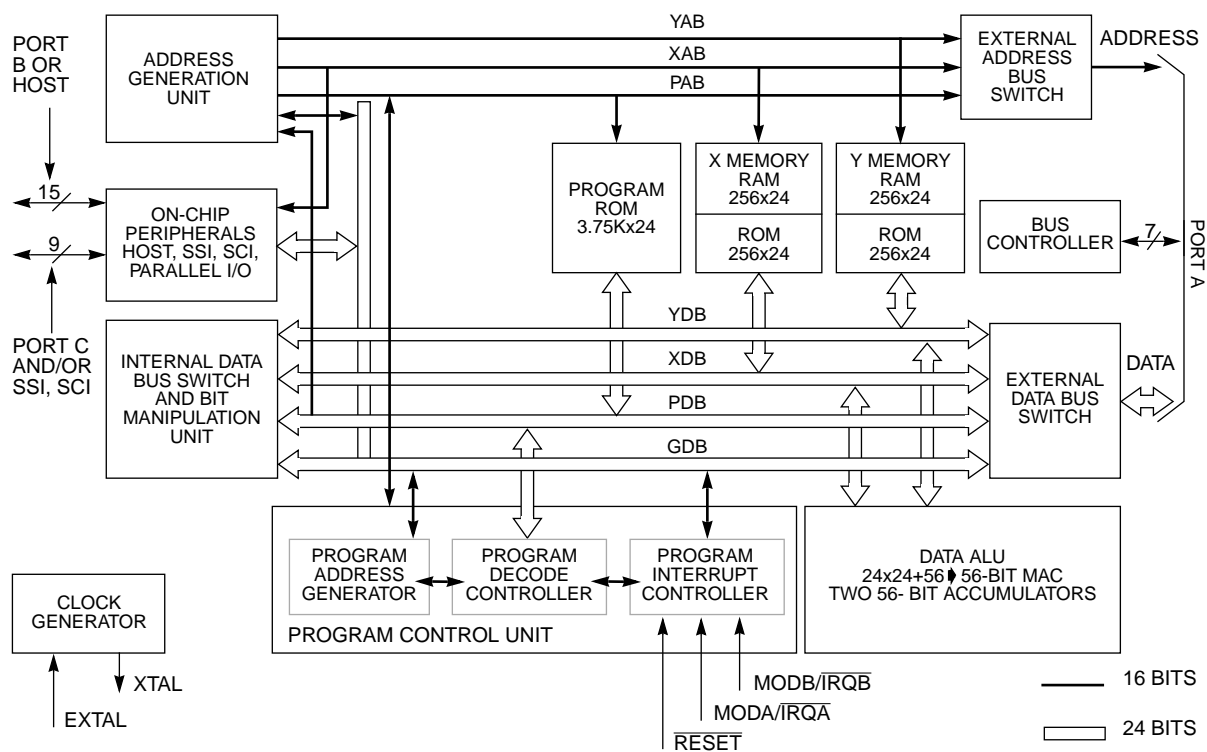 YAB
XAB
PAB
PORT
B OR
HOST
ADDRESS
GENERATION
UNIT
EXTERNAL
ADDRESS
BUS
SWITCH
ADDRESS
15
9
ON-CHIP
PERIPHERALS
HOST, SSI, SCI,
PARALLEL I/O
PROGRAM
ROM
3.75Kx24
X MEMORY
RAM
256x24
ROM
256x24
Y MEMORY
RAM
256x24
ROM
256x24
BUS
CONTROLLER
7
PORT A
PORT C
AND/OR
SSI, SCI
INTERNAL DATA
BUS SWITCH
AND BIT
MANIPULATION
UNIT
YDB
XDB
PDB
GDB
EXTERNAL
DATA BUS
SWITCH
DATA
PROGRAM
ADDRESS
GENERATOR
PROGRAM
DECODE
CONTROLLER
PROGRAM
INTERRUPT
CONTROLLER
PROGRAM CONTROL UNIT
DATA ALU
24x24+56 56-BIT MAC
TWO 56- BIT ACCUMULATORS
CLOCK
GENERATOR
XTAL
EXTAL
MODB/IRQB
MODA/IRQA
RESET
16 BITS
24 BITS